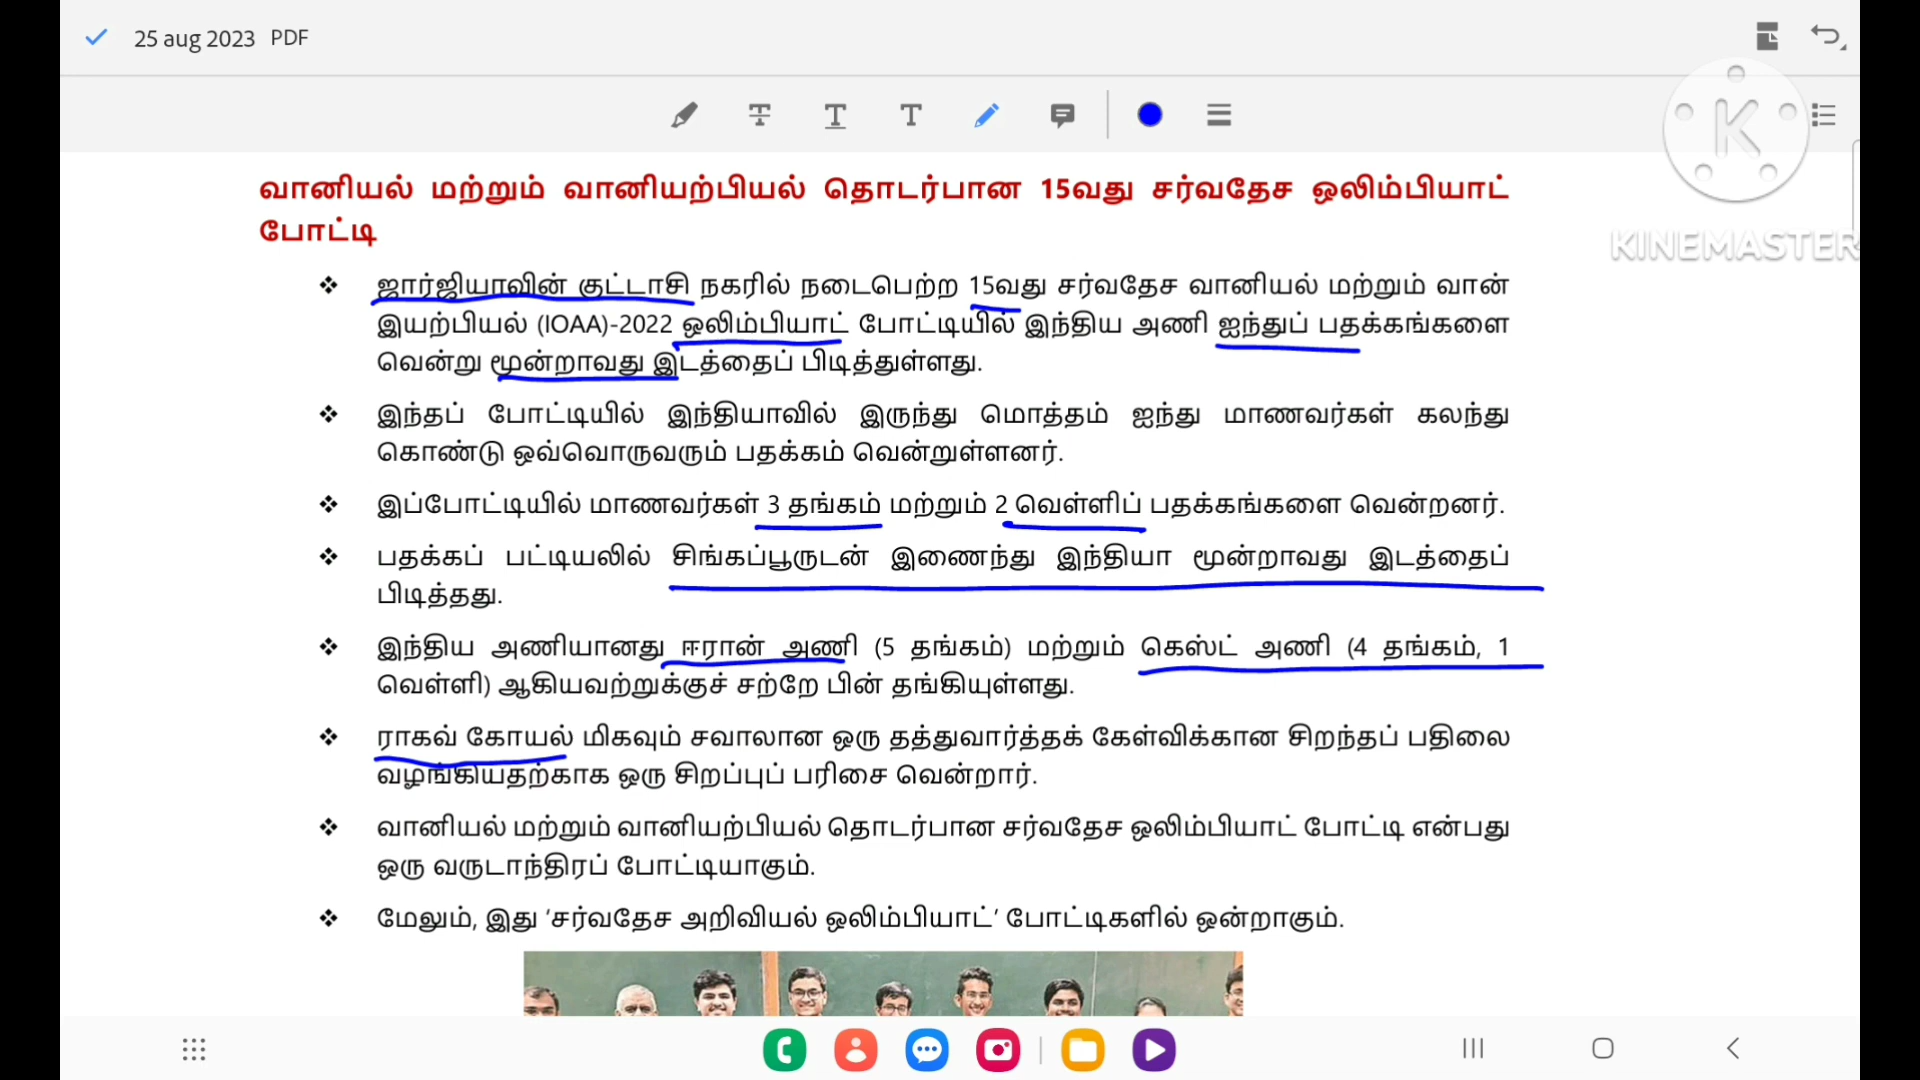 25 aug 2023 PDF
KINEMASTER
வானியல் மற்றும் வானியற்பியல் தொடர்பான 15வது சர்வதேச ஒலிம்பியாட்
போட்டி
❖ ஜார்ஜியாவின் குட்டாசி நகரில் நடைபெற்ற 15வது சர்வதேச வானியல் மற்றும் வான்
இயற்பியல் (IOAA)-2022 ஒலிம்பியாட் போட்டியில் இந்திய அணி ஐந்துப் பதக்கங்களை
வென்று மூன்றாவது இடத்தைப் பிடித்துள்ளது.
❖ இந்தப் போட்டியில் இந்தியாவில் இருந்து மொத்தம் ஐந்து மாணவர்கள் கலந்து
கொண்டு ஒவ்வொருவரும் பதக்கம் வென்றுள்ளனர்.
❖ இப்போட்டியில் மாணவர்கள் 3 தங்கம் மற்றும் 2 வெள்ளிப் பதக்கங்களை வென்றனர்.
❖ பதக்கப் பட்டியலில் சிங்கப்பூருடன் இணைந்து இந்தியா மூன்றாவது இடத்தைப்
பிடித்தது.
❖ இந்திய அணியானது ஈரான் அணி (5 தங்கம்) மற்றும் கெஸ்ட் அணி (4 தங்கம், 1
வெள்ளி) ஆகியவற்றுக்குச் சற்றே பின் தங்கியுள்ளது.
❖ ராகவ் கோயல் மிகவும் சவாலான ஒரு தத்துவார்த்தக் கேள்விக்கான சிறந்தப் பதிலை
வழங்கியதற்காக ஒரு சிறப்புப் பரிசை வென்றார்.
❖ வானியல் மற்றும் வானியற்பியல் தொடர்பான சர்வதேச ஒலிம்பியாட் போட்டி என்பது
ஒரு வருடாந்திரப் போட்டியாகும்.
❖ மேலும், இது ‘சர்வதேச அறிவியல் ஒலிம்பியாட்’ போட்டிகளில் ஒன்றாகும்.